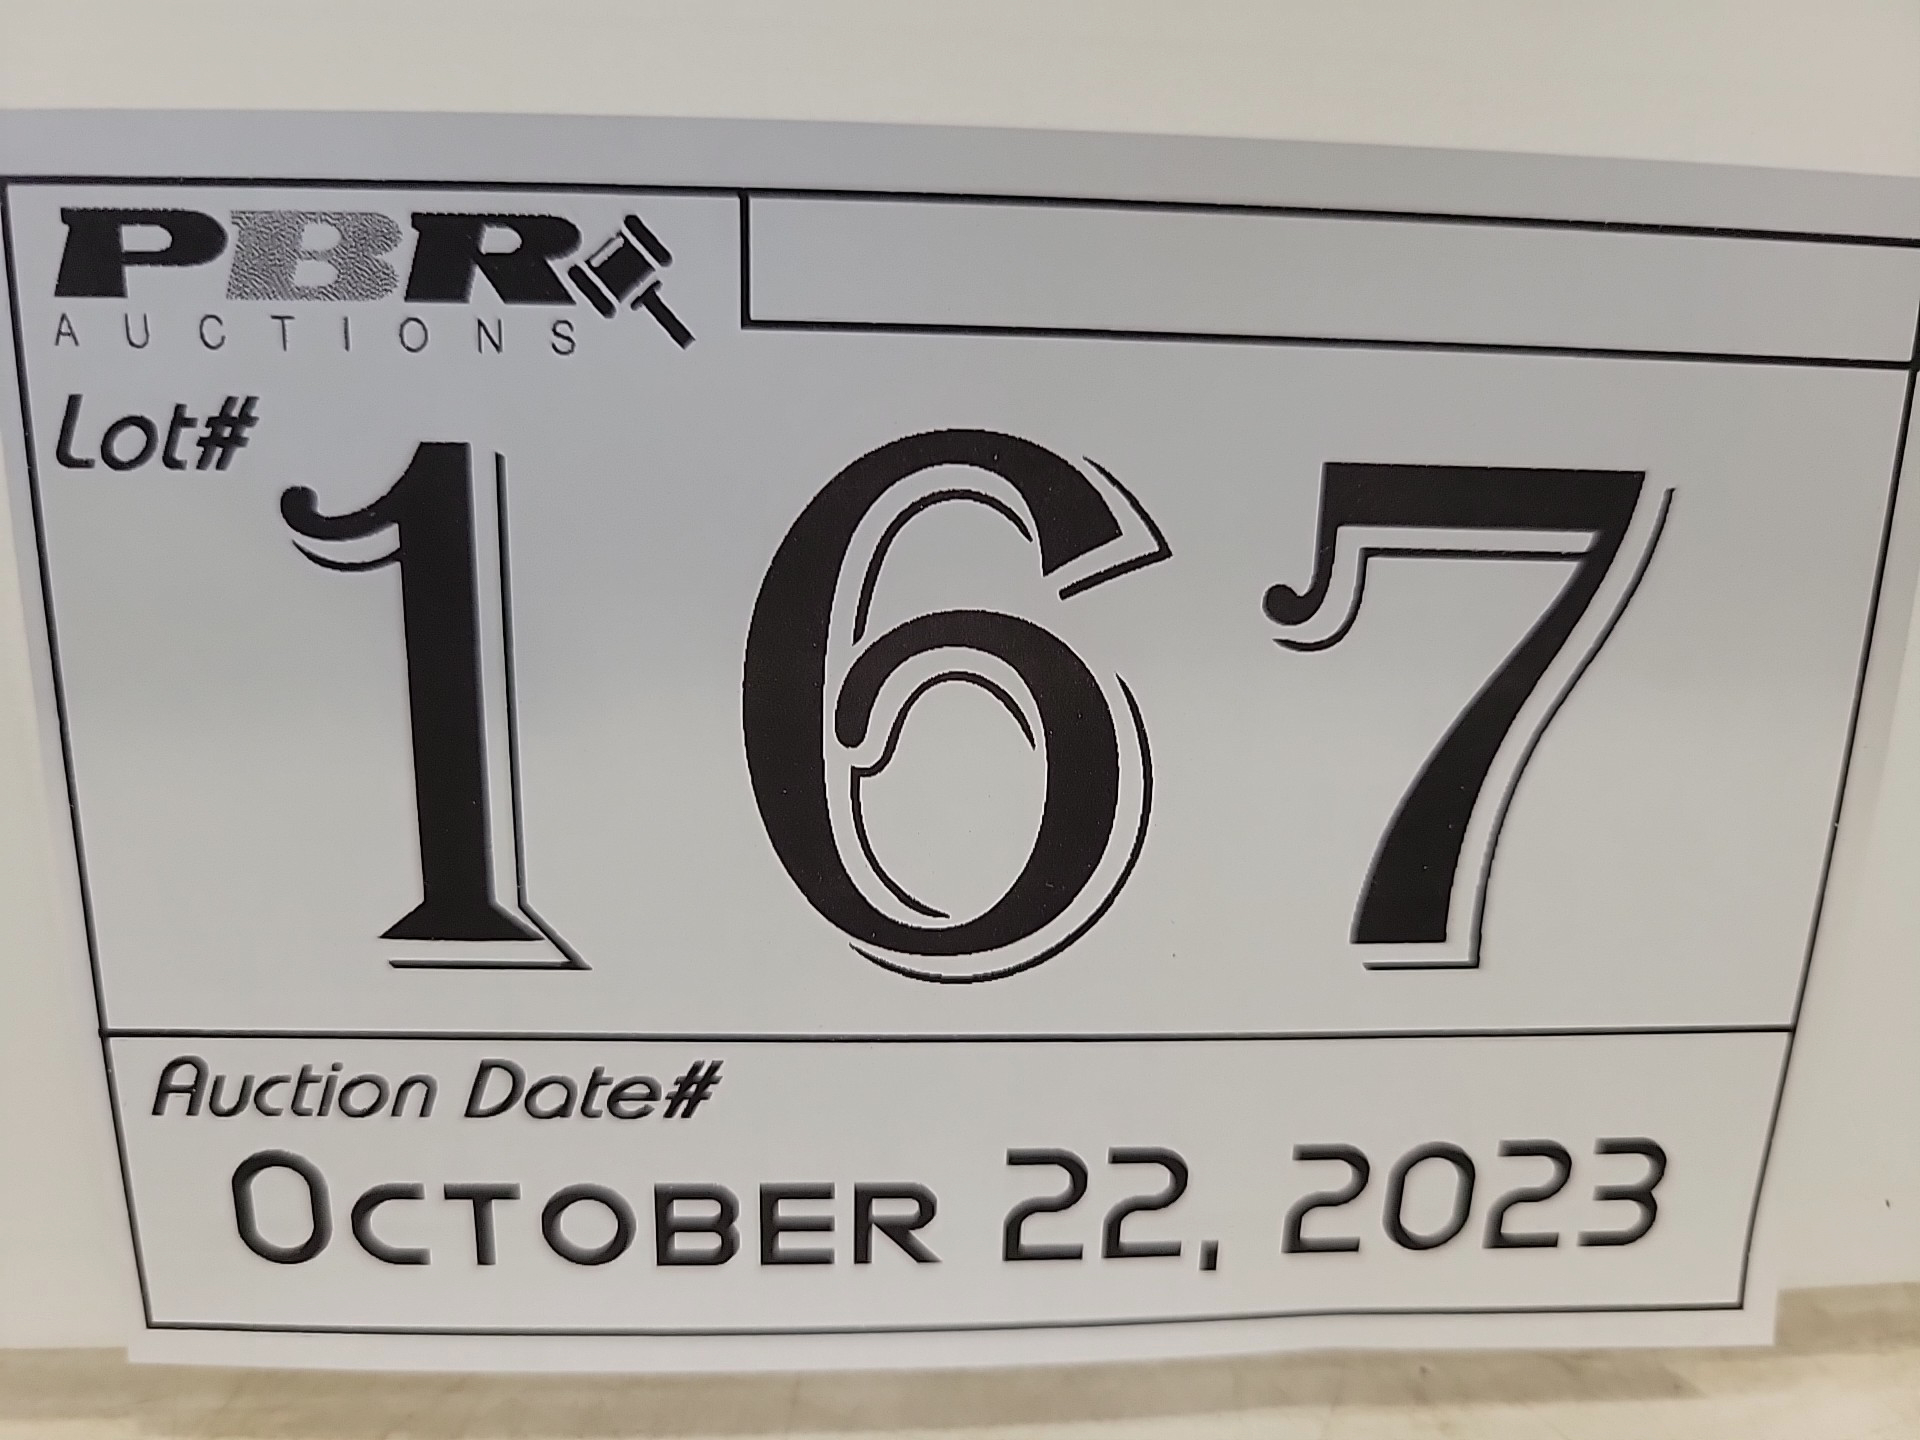 PBR
AUCTIONS
Lot#
167
Auction Date#
October 22, 2023